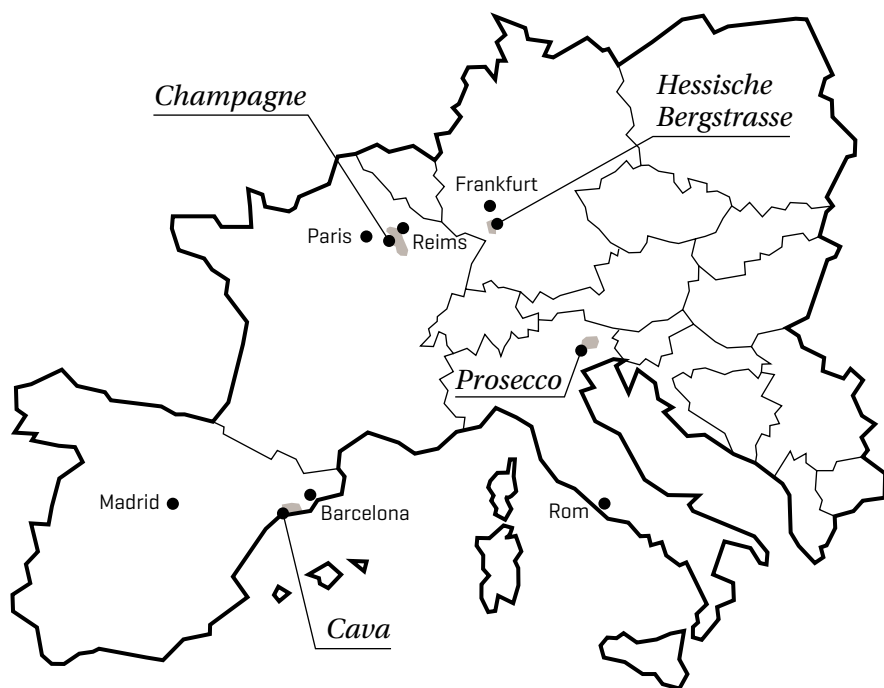 Champagne
Hessische
Bergstrasse
Frankfurt
Paris
Reims
Prosecco
Madrid
Barcelona
Rom
Cava